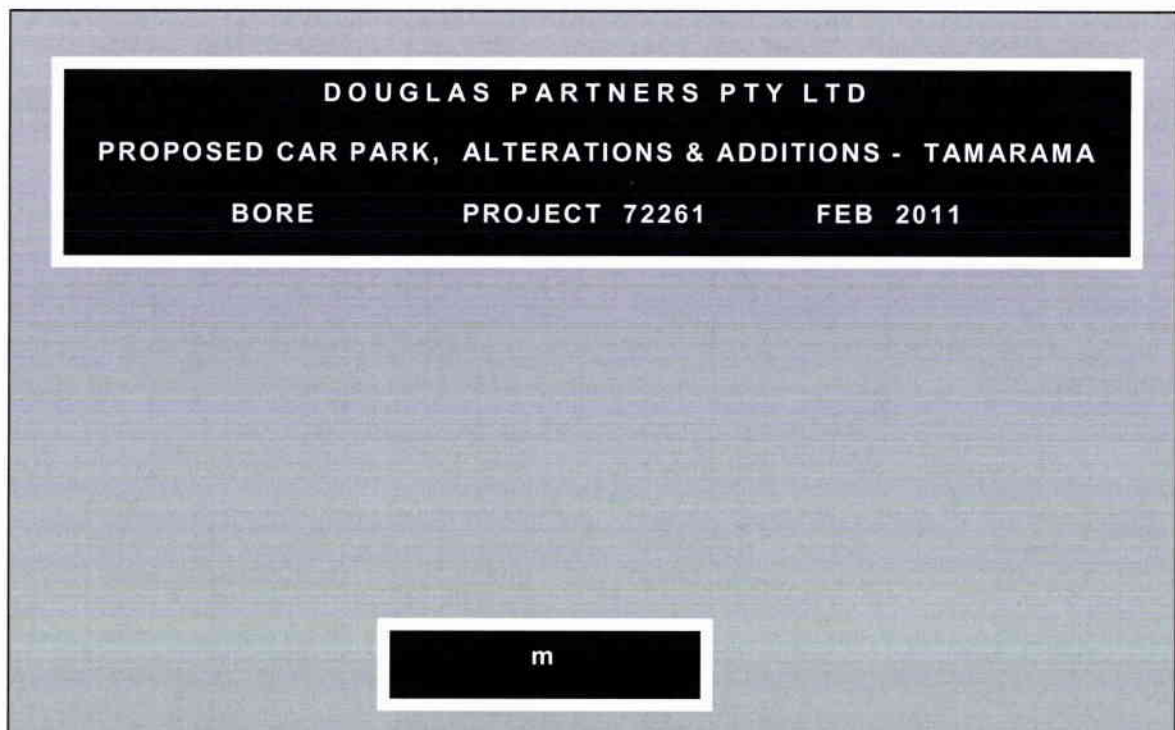 DOUGLAS PARTNERS PTY LTD
PROPOSED CAR PARK, ALTERATIONS & ADDITIONS - TAMARAMA
BORE PROJECT 72261 FEB 2011
m